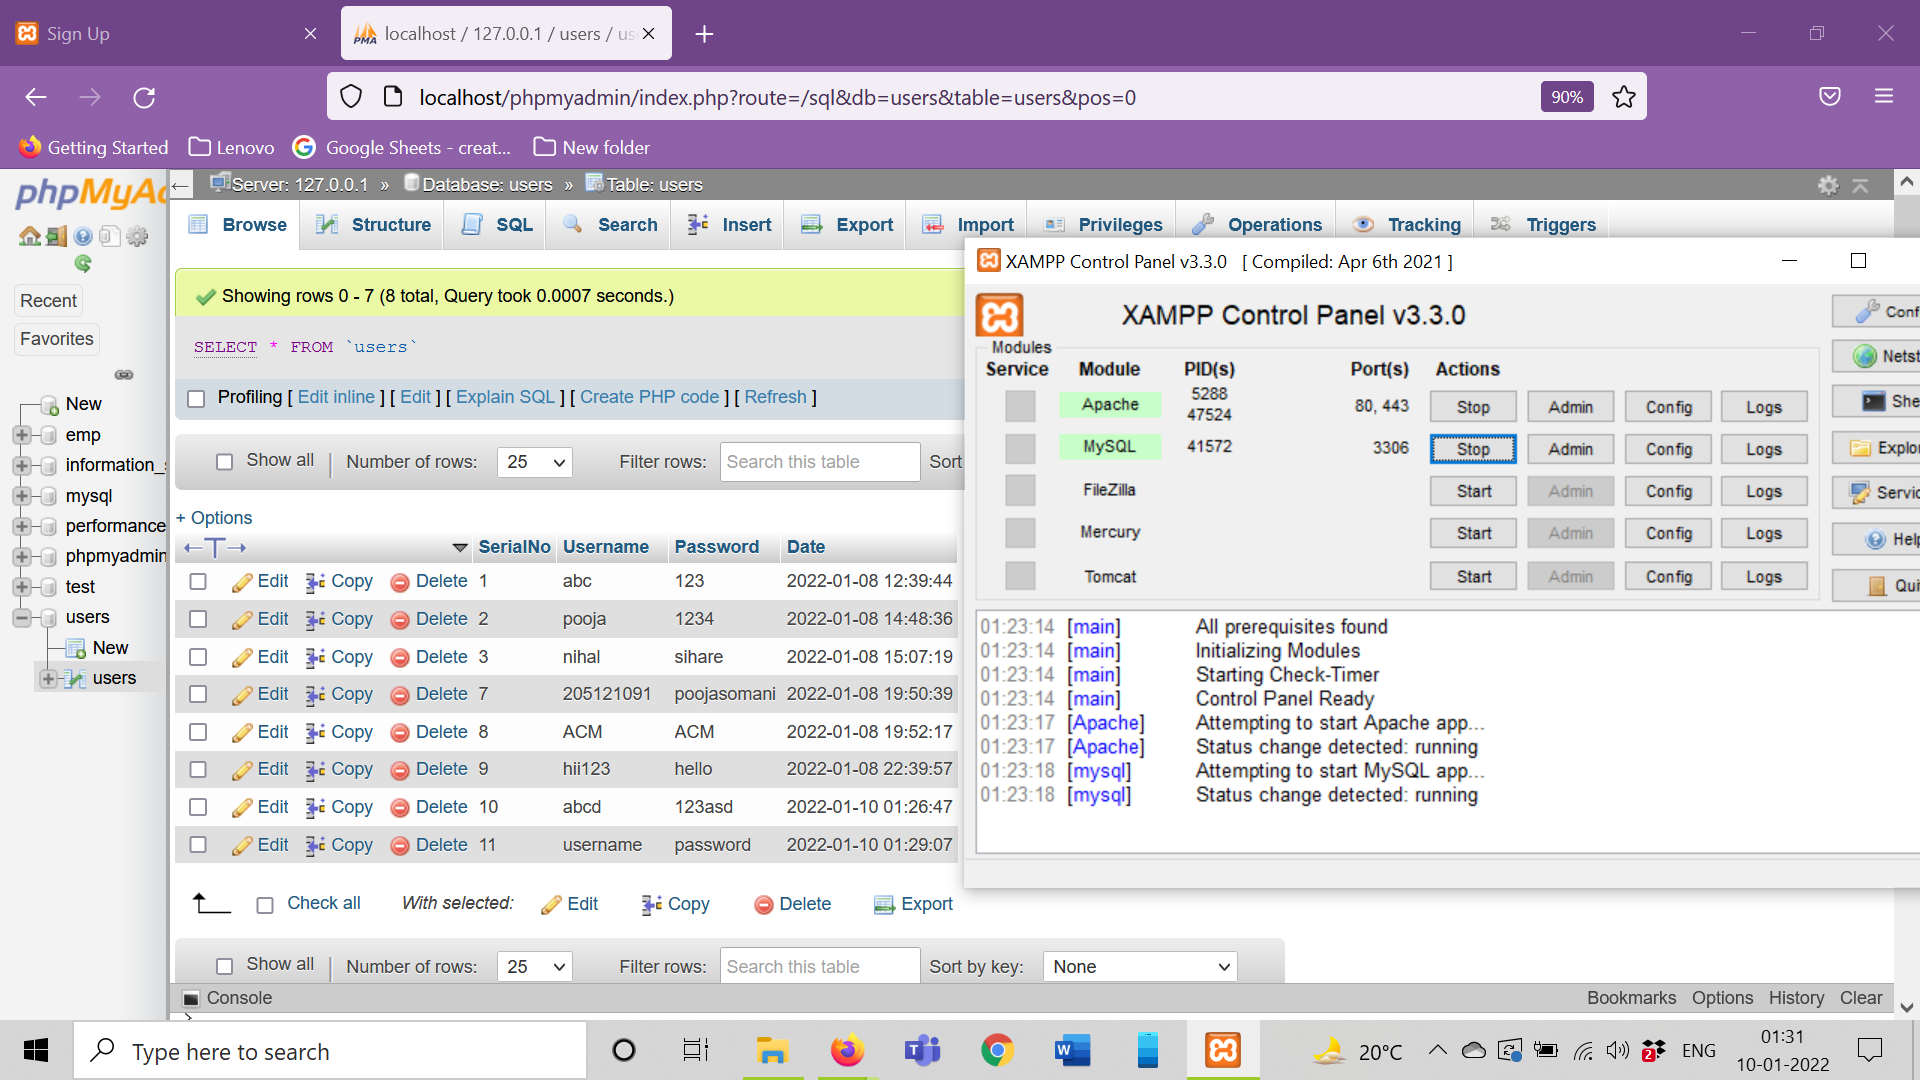 Sign Up
PMA localhost / 127.0.0.1 / users / us
localhost/phpmyadmin/index.php?route=/sql&db=users&table=users&pos=0 90%
Getting Started Lenovo Google Sheets - creat... New folder
phpMyAd
Recent
Favorites
New
emp
information_s
mysql
performance
phpmyadmin
test
users
New
users
Server: 127.0.0.1 » Database: users » Table: users
Browse Structure SQL Search Insert Export Import Privileges Operations Tracking Triggers
Showing rows 0 - 7 (8 total, Query took 0.0007 seconds.)
SELECT * FROM `users`
Profiling [ Edit inline ] [ Edit ] [ Explain SQL ] [ Create PHP code ] [ Refresh ]
Show all Number of rows: 25 Filter rows: Search this table Sort
+ Options
SerialNo Username Password Date
Edit Copy Delete 1 abc 123 2022-01-08 12:39:44
Edit Copy Delete 2 pooja 1234 2022-01-08 14:48:36
Edit Copy Delete 3 nihal sihare 2022-01-08 15:07:19
Edit Copy Delete 7 205121091 poojasomani 2022-01-08 19:50:39
Edit Copy Delete 8 ACM ACM 2022-01-08 19:52:17
Edit Copy Delete 9 hii123 hello 2022-01-08 22:39:57
Edit Copy Delete 10 abcd 123asd 2022-01-10 01:26:47
Edit Copy Delete 11 username password 2022-01-10 01:29:07
Check all With selected: Edit Copy Delete Export
Show all Number of rows: 25 Filter rows: Search this table Sort by key: None
Console Bookmarks Options History Clear
>
XAMPP Control Panel v3.3.0 [ Compiled: Apr 6th 2021 ]
XAMPP Control Panel v3.3.0
Modules
Service Module PID(s) Port(s) Actions
Apache 5288 47524 80, 443 Stop Admin Config Logs
MySQL 41572 3306 Stop Admin Config Logs
FileZilla Start Admin Config Logs
Mercury Start Admin Config Logs
Tomcat Start Admin Config Logs
Conf
Netst
She
Explo
Servic
Help
Qui
01:23:14 [main] All prerequisites found
01:23:14 [main] Initializing Modules
01:23:14 [main] Starting Check-Timer
01:23:14 [main] Control Panel Ready
01:23:17 [Apache] Attempting to start Apache app...
01:23:17 [Apache] Status change detected: running
01:23:18 [mysql] Attempting to start MySQL app...
01:23:18 [mysql] Status change detected: running
Type here to search
20°C ENG
01:31
10-01-2022
2